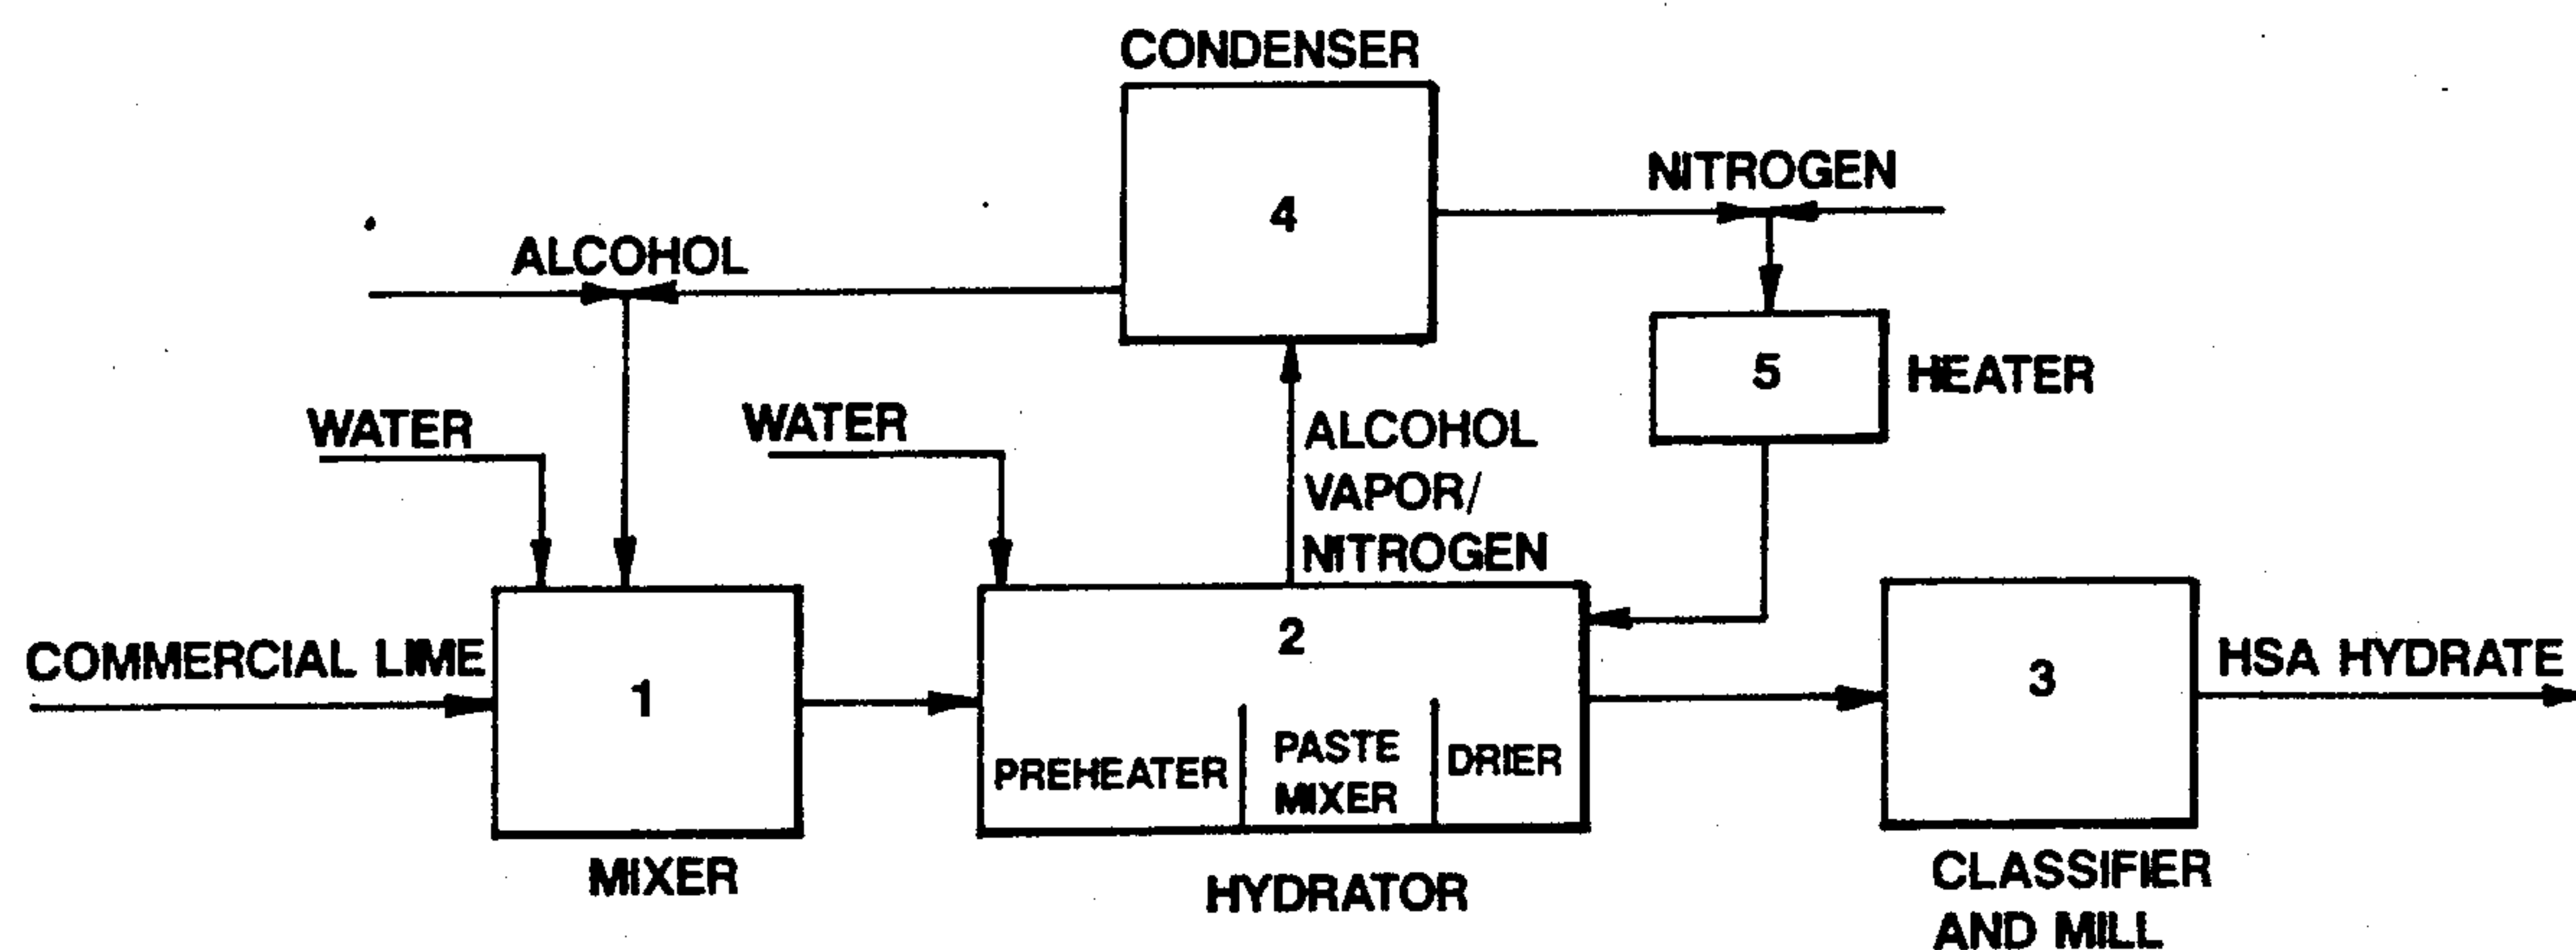 CONDENSER
4
NITROGEN
ALCOHOL
5
HEATER
WATER
WATER
ALCOHOL
VAPOR/
NITROGEN
COMMERCIAL LIME
1
2
PREHEATER
PASTE
MIXER
DRIER
3
HSA HYDRATE
MIXER
HYDRATOR
CLASSIFIER
AND MILL